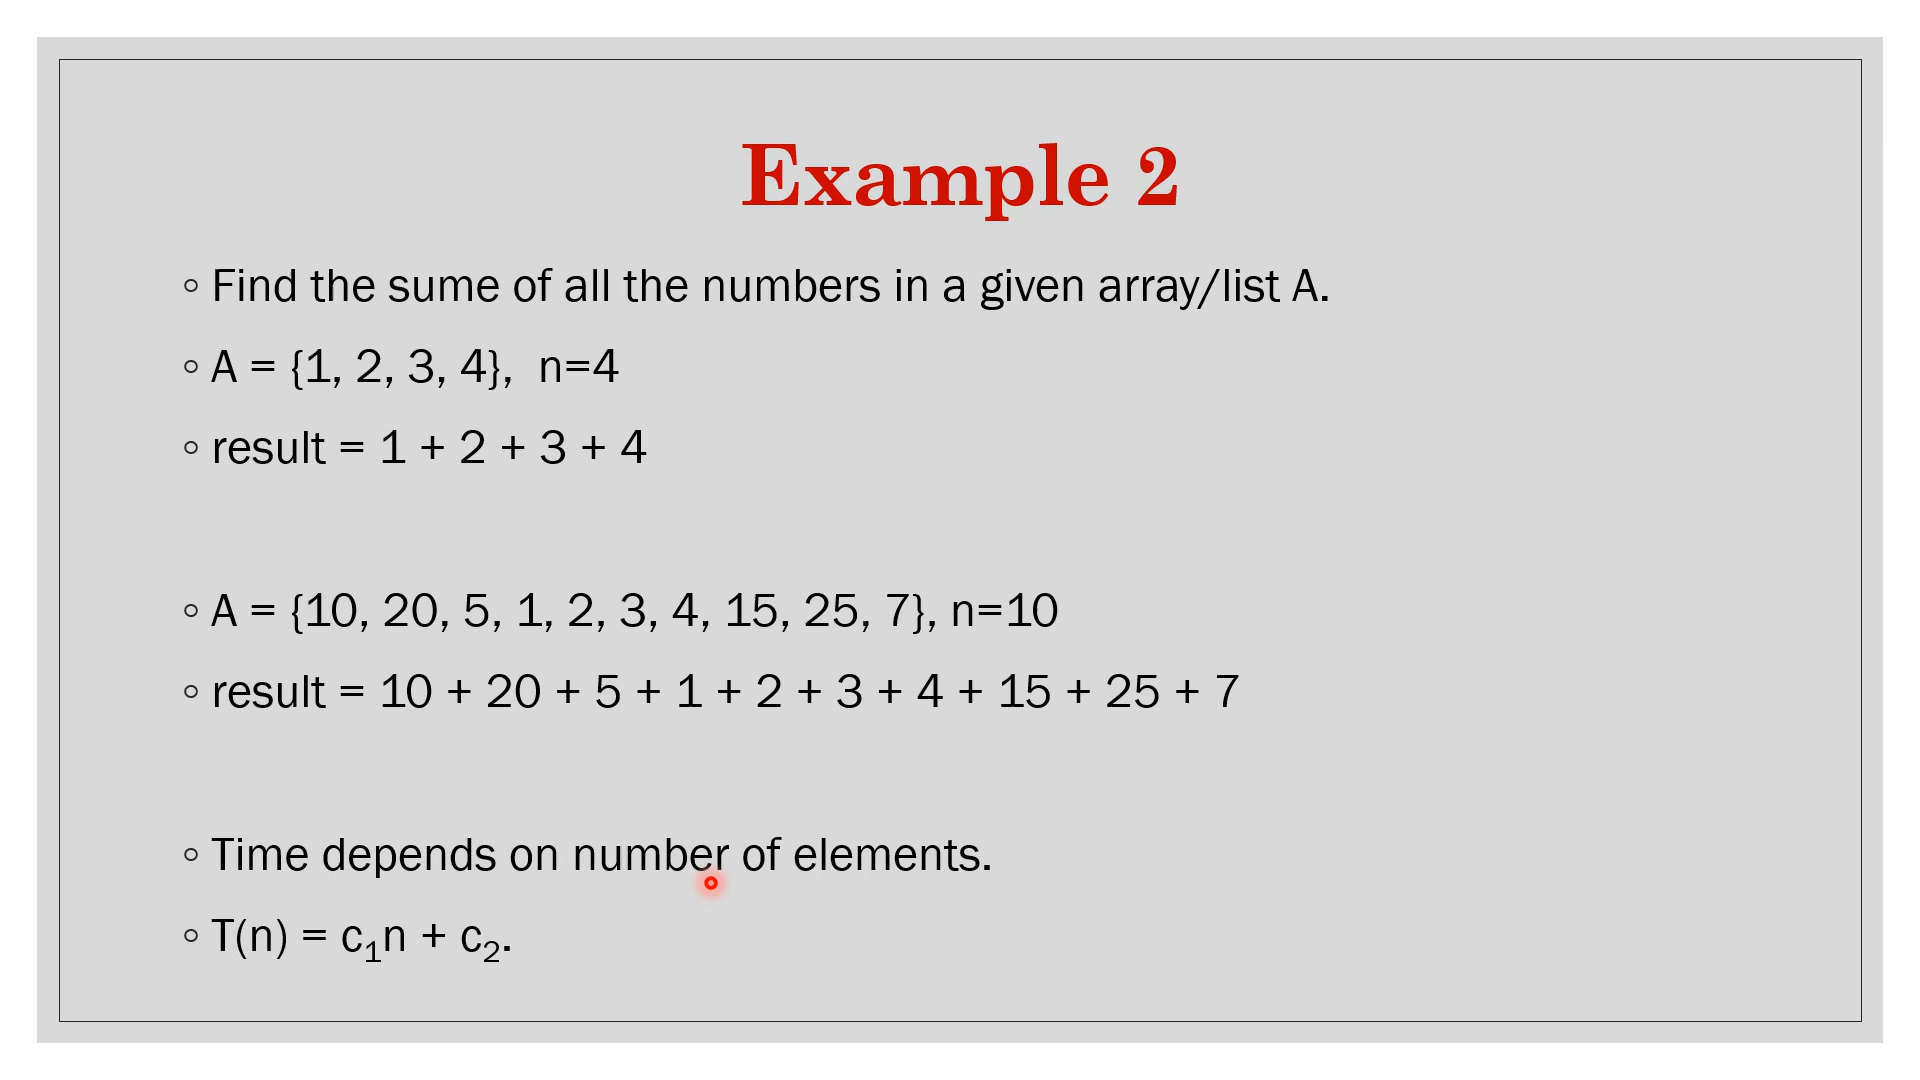 Example 2
◦ Find the sume of all the numbers in a given array/list A.
◦ A = {1, 2, 3, 4},  n=4
◦ result = 1 + 2 + 3 + 4
◦ A = {10, 20, 5, 1, 2, 3, 4, 15, 25, 7}, n=10
◦ result = 10 + 20 + 5 + 1 + 2 + 3 + 4 + 15 + 25 + 7
◦ Time depends on number of elements.
◦ T(n) = c₁n + c₂.